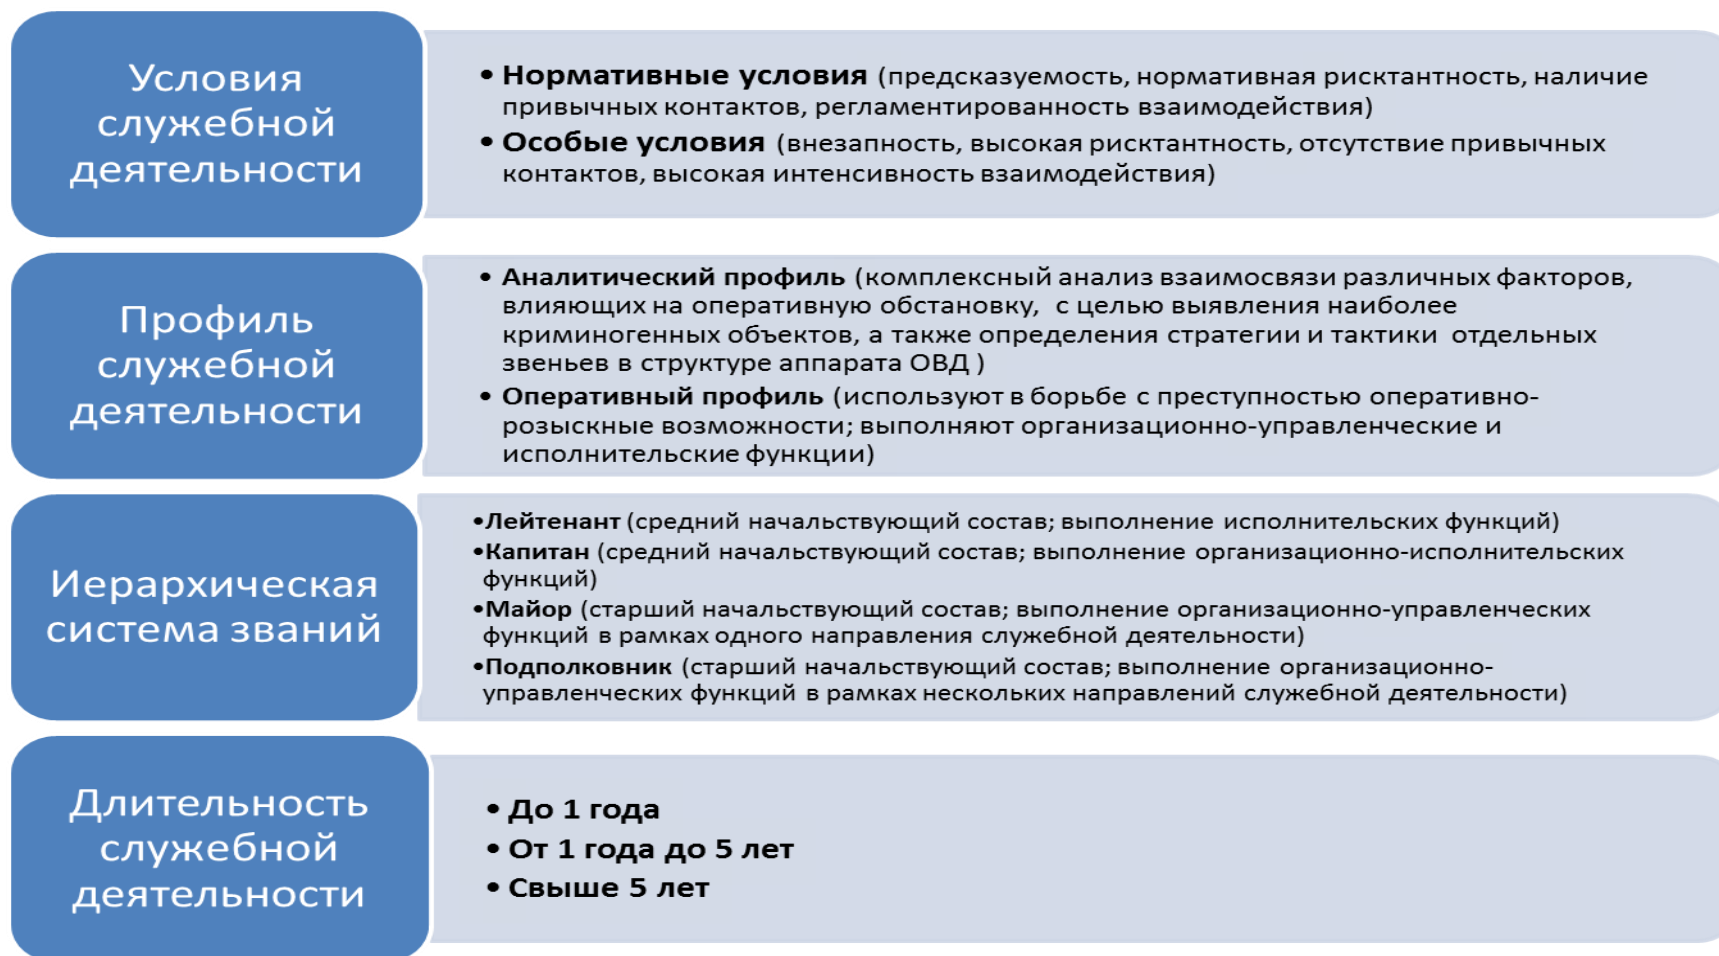 Условия
служебной
деятельности
• Нормативные условия (предсказуемость, нормативная рисктантность, наличие
привычных контактов, регламентированность взаимодействия)
• Особые условия (внезапность, высокая рисктантность, отсутствие привычных
контактов, высокая интенсивность взаимодействия)
Профиль
служебной
деятельности
• Аналитический профиль (комплексный анализ взаимосвязи различных факторов,
влияющих на оперативную обстановку, с целью выявления наиболее
криминогенных объектов, а также определения стратегии и тактики отдельных
звеньев в структуре аппарата ОВД )
• Оперативный профиль (используют в борьбе с преступностью оперативно-
розыскные возможности; выполняют организационно-управленческие и
исполнительские функции)
Иерархическая
система званий
•Лейтенант (средний начальствующий состав; выполнение исполнительских функций)
•Капитан (средний начальствующий состав; выполнение организационно-исполнительских
функций)
•Майор (старший начальствующий состав; выполнение организационно-управленческих
функций в рамках одного направления служебной деятельности)
•Подполковник (старший начальствующий состав; выполнение организационно-
управленческих функций в рамках нескольких направлений служебной деятельности)
Длительность
служебной
деятельности
• До 1 года
• От 1 года до 5 лет
• Свыше 5 лет